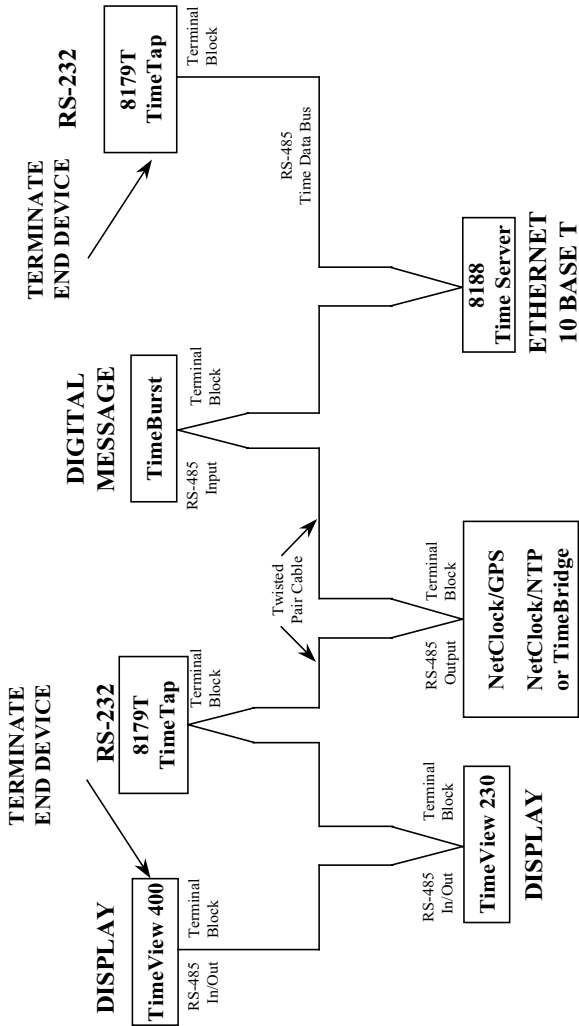 TERMINATE
END DEVICE
DISPLAY
TimeView 400
RS-485
In/Out
Terminal
Block
RS-485
In/Out
Terminal
Block
TimeView 230
DISPLAY
RS-232
8179T
TimeTap
Terminal
Block
Twisted
Pair Cable
RS-485
Output
Terminal
Block
NetClock/GPS
NetClock/NTP
or TimeBridge
DIGITAL
MESSAGE
TimeBurst
RS-485
Input
Terminal
Block
TERMINATE
END DEVICE
RS-232
8179T
TimeTap
Terminal
Block
RS-485
Time Data Bus
8188
Time Server
ETHERNET
10 BASE T